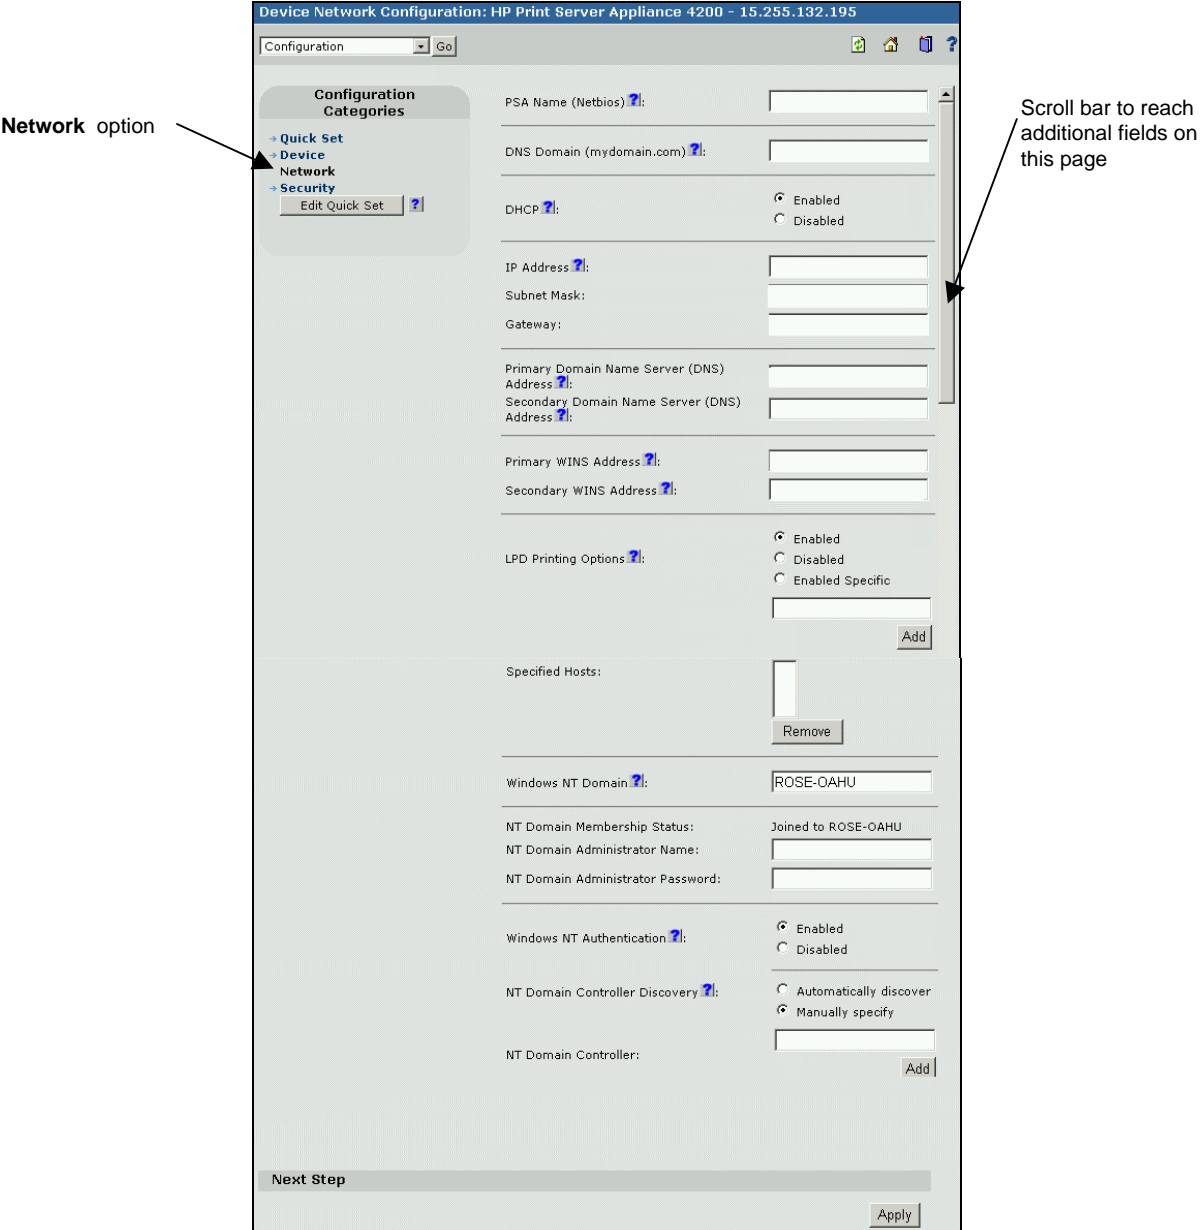 Device Network Configuration: HP Print Server Appliance 4200 - 15.255.132.195
Configuration Go ?
Configuration
Categories
Network option
Quick Set
Device
Network
Security
Edit Quick Set ?
PSA Name (Netbios) ?:
Scroll bar to reach
additional fields on
this page
DNS Domain (mydomain.com) ?:
DHCP ?:
Enabled
Disabled
IP Address ?:
Subnet Mask:
Gateway:
Primary Domain Name Server (DNS)
Address ?:
Secondary Domain Name Server (DNS)
Address ?:
Primary WINS Address ?:
Secondary WINS Address ?:
LPD Printing Options ?:
Enabled
Disabled
Enabled Specific
Add
Specified Hosts:
Remove
Windows NT Domain ?: ROSE-OAHU
NT Domain Membership Status: Joined to ROSE-OAHU
NT Domain Administrator Name:
NT Domain Administrator Password:
Windows NT Authentication ?:
Enabled
Disabled
NT Domain Controller Discovery ?: Automatically discover
Manually specify
NT Domain Controller:
Add
Next Step
Apply